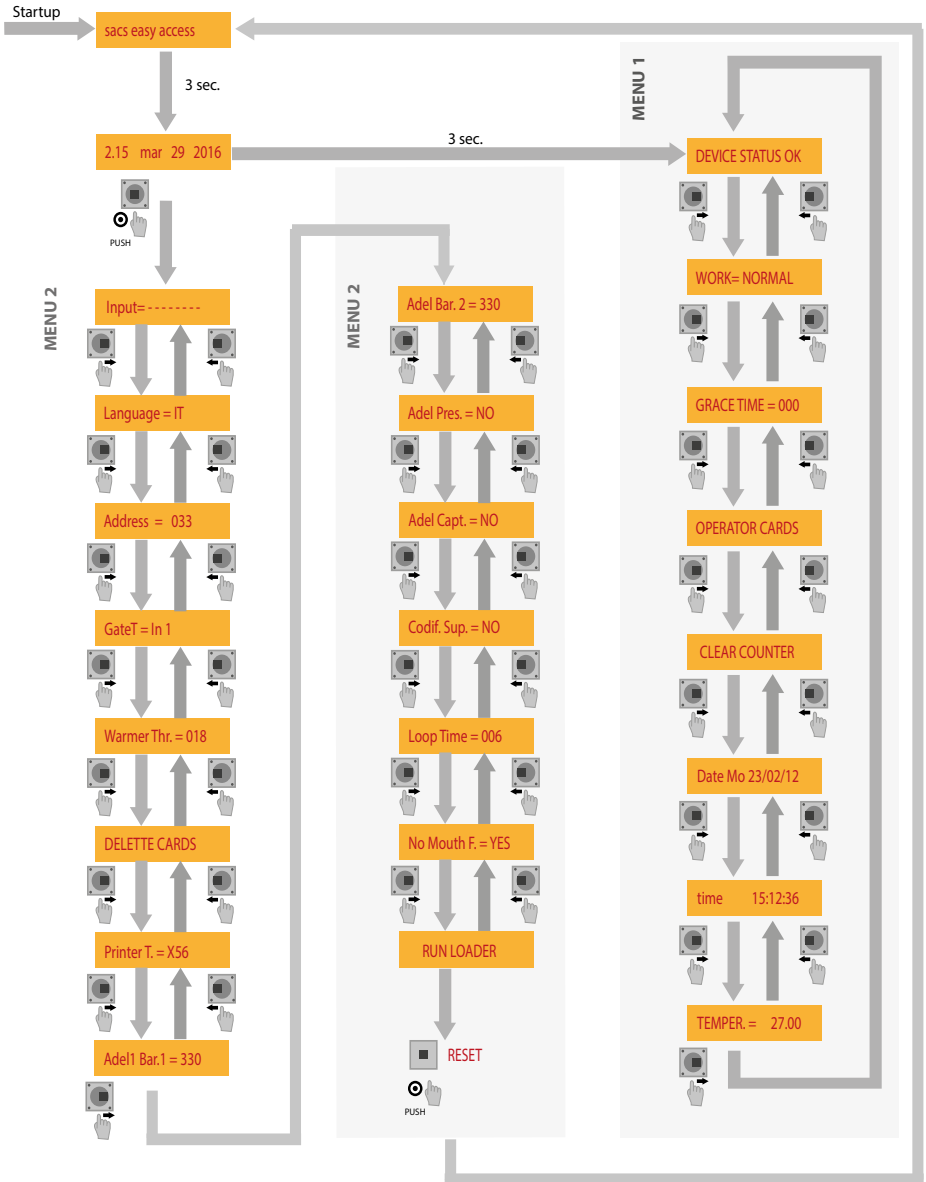 Startup
sacs easy access
3 sec.
2.15 mar 29 2016
3 sec.
PUSH
MENU 2
Input= - - - - - - - -
Language = IT
Address = 033
GateT = In 1
Warmer Thr. = 018
DELETTE CARDS
Printer T. = X56
Adel1 Bar.1 = 330
MENU 2
Adel Bar. 2 = 330
Adel Pres. = NO
Adel Capt. = NO
Codif. Sup. = NO
Loop Time = 006
No Mouth F. = YES
RUN LOADER
RESET
PUSH
MENU 1
DEVICE STATUS OK
WORK= NORMAL
GRACE TIME = 000
OPERATOR CARDS
CLEAR COUNTER
Date Mo 23/02/12
time 15:12:36
TEMPER. = 27.00